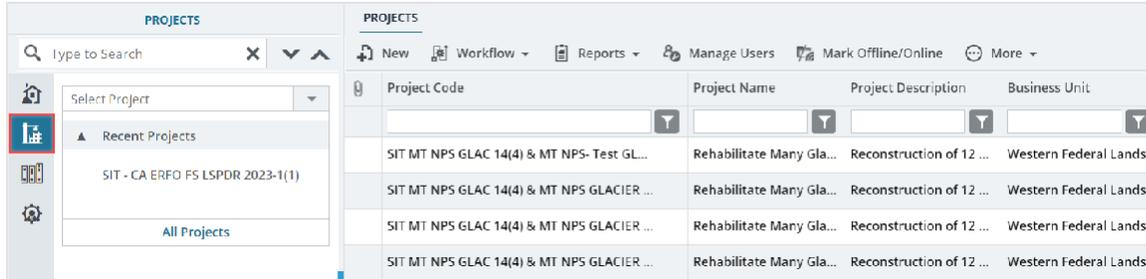 PROJECTS
Type to Search
Select Project
Recent Projects
SIT - CA ERFO FS LSPDR 2023-1(1)
All Projects
PROJECTS
New Workflow Reports Manage Users Mark Offline/Online More
Project Code Project Name Project Description Business Unit
SIT MT NPS GLAC 14(4) & MT NPS- Test GL... Rehabilitate Many Gla... Reconstruction of 12 ... Western Federal Lands
SIT MT NPS GLAC 14(4) & MT NPS GLACIER ... Rehabilitate Many Gla... Reconstruction of 12 ... Western Federal Lands
SIT MT NPS GLAC 14(4) & MT NPS GLACIER ... Rehabilitate Many Gla... Reconstruction of 12 ... Western Federal Lands
SIT MT NPS GLAC 14(4) & MT NPS GLACIER ... Rehabilitate Many Gla... Reconstruction of 12 ... Western Federal Lands